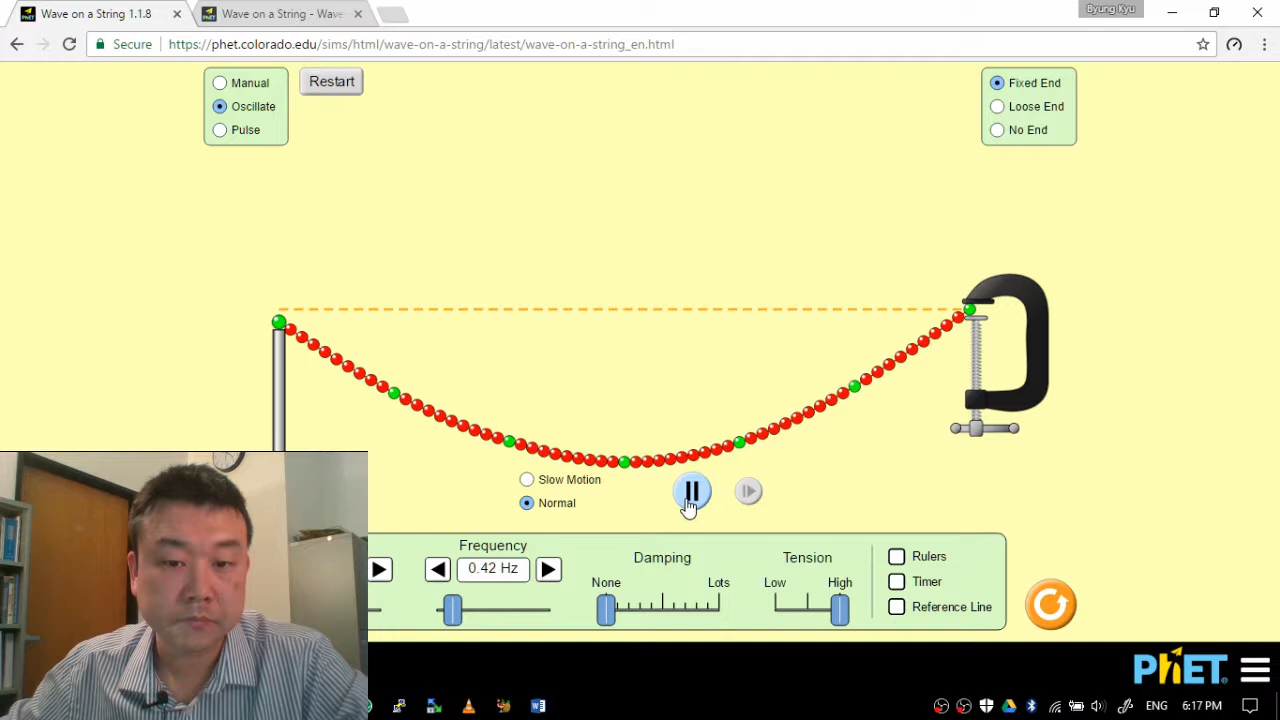 Wave on a String 1.1.8
Wave on a String - Wave
Byung Kyu
Secure
https://phet.colorado.edu/sims/html/wave-on-a-string/latest/wave-on-a-string_en.html
Manual
Oscillate
Pulse
Restart
Fixed End
Loose End
No End
Slow Motion
Normal
Frequency
0.42 Hz
Damping
None
Lots
Tension
Low
High
Rulers
Timer
Reference Line
PhET
ENG
6:17 PM